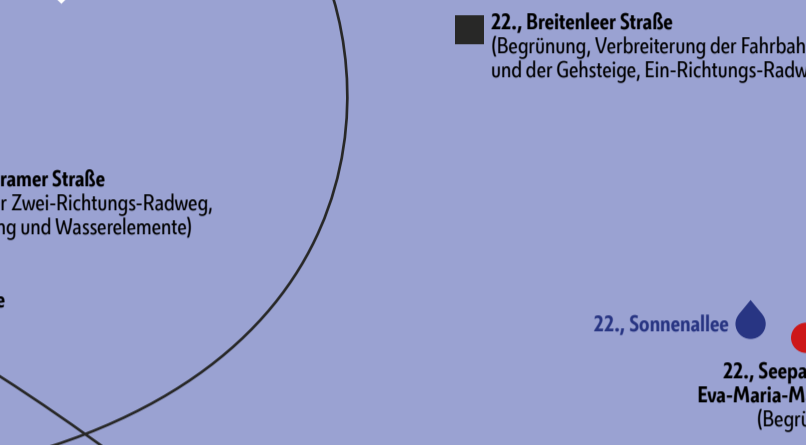 22., Breitenleer Straße
(Begrünung, Verbreiterung der Fahrbah
und der Gehsteige, Ein-Richtungs-Radw
ramer Straße
r Zwei-Richtungs-Radweg,
ng und Wasserelemente)
e
22., Sonnenallee
22., Seepa
Eva-Maria-M
(Begrü